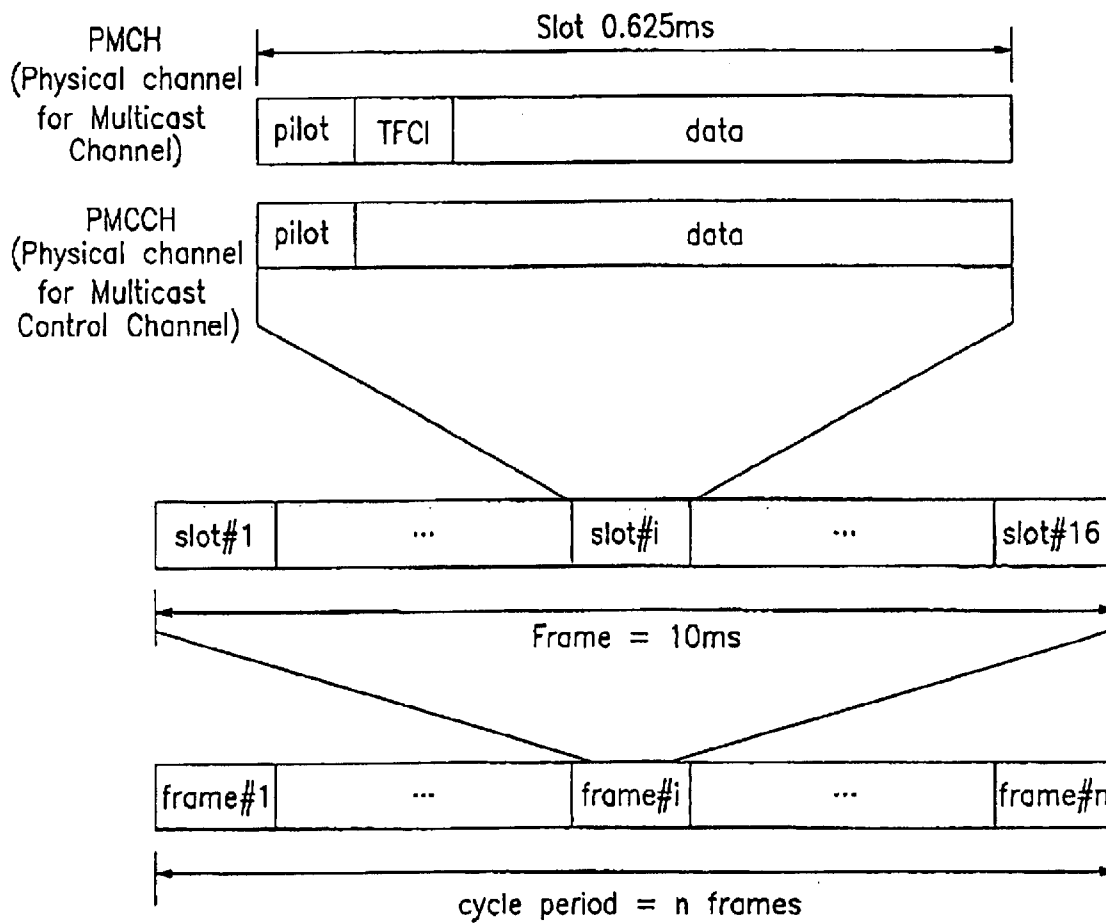 PMCH
(Physical channel
for Multicast
Channel)
Slot 0.625ms
pilot TFCI data
PMCCH
(Physical channel
for Multicast
Control Channel)
pilot data
slot#1 ... slot#i ... slot#16
Frame = 10ms
frame#1 ... frame#i ... frame#n
cycle period = n frames